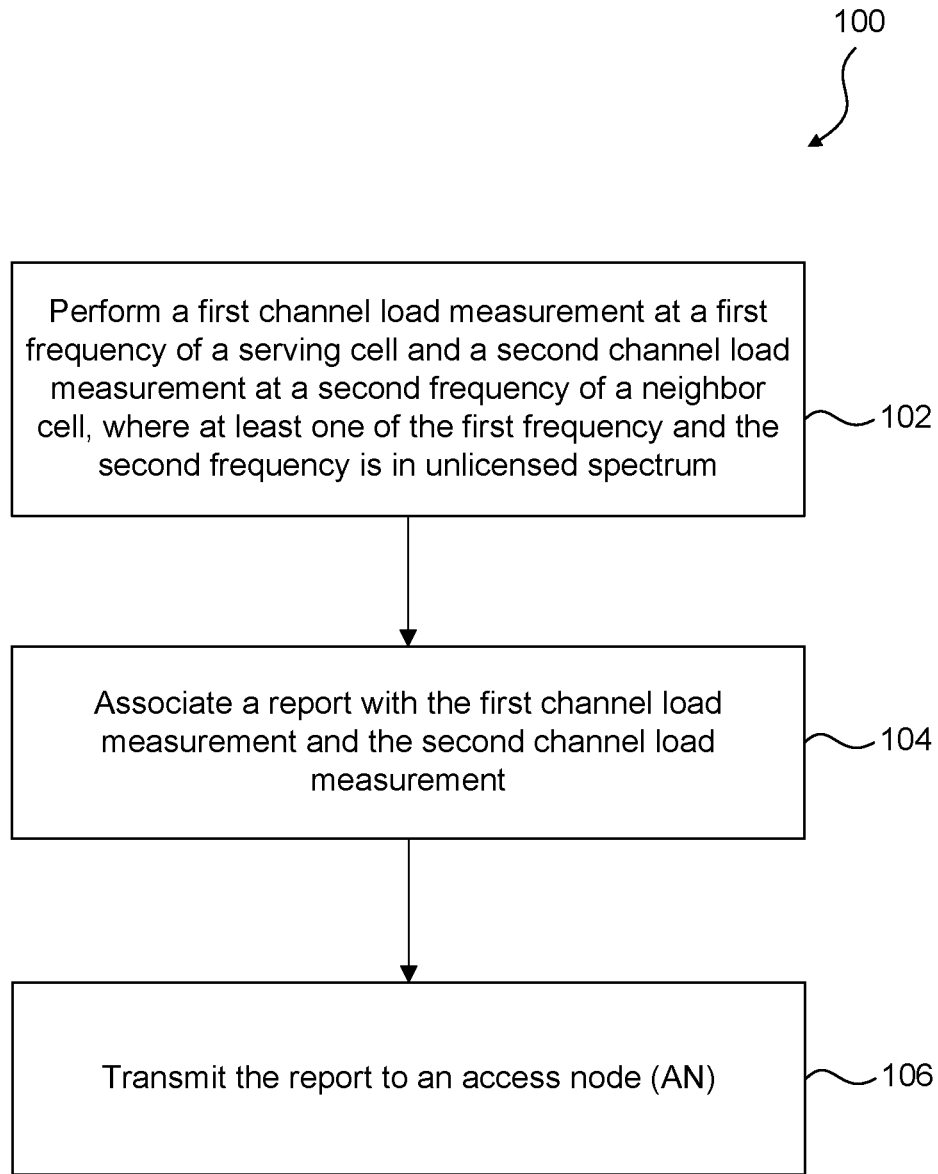 100
Perform a first channel load measurement at a first
frequency of a serving cell and a second channel load
measurement at a second frequency of a neighbor
cell, where at least one of the first frequency and the
second frequency is in unlicensed spectrum
102
Associate a report with the first channel load
measurement and the second channel load
measurement
104
Transmit the report to an access node (AN)
106